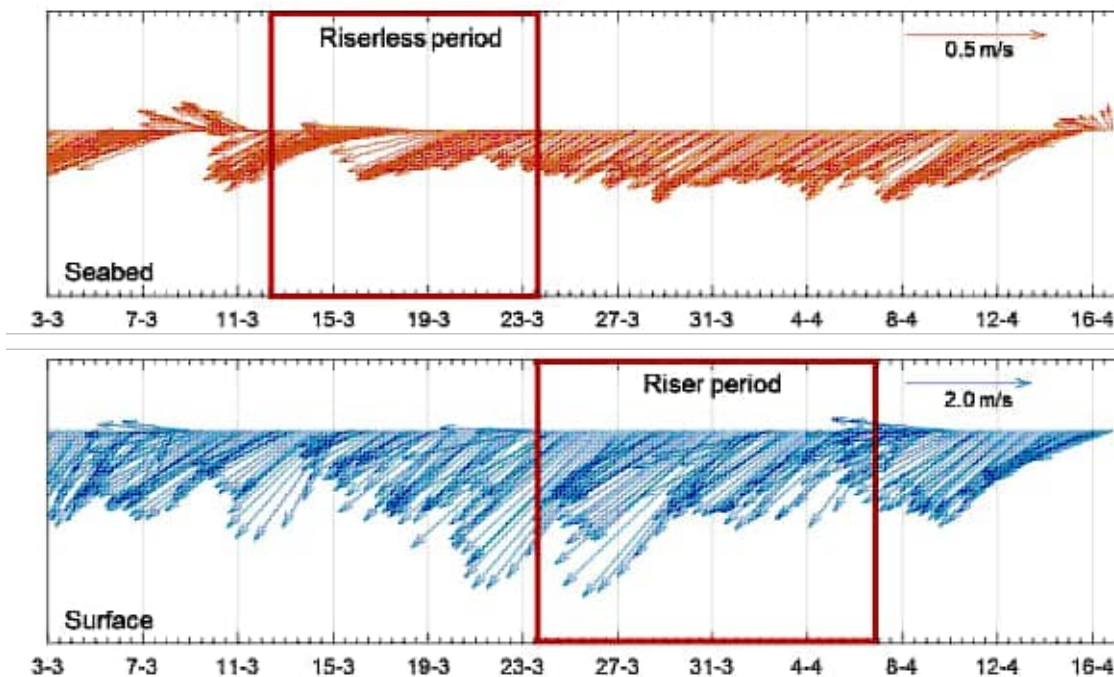 Riserless period
0.5 m/s
Seabed
3-3 7-3 11-3 15-3 19-3 23-3 27-3 31-3 4-4 8-4 12-4 16-4
Riser period
2.0 m/s
Surface
3-3 7-3 11-3 15-3 19-3 23-3 27-3 31-3 4-4 8-4 12-4 16-4